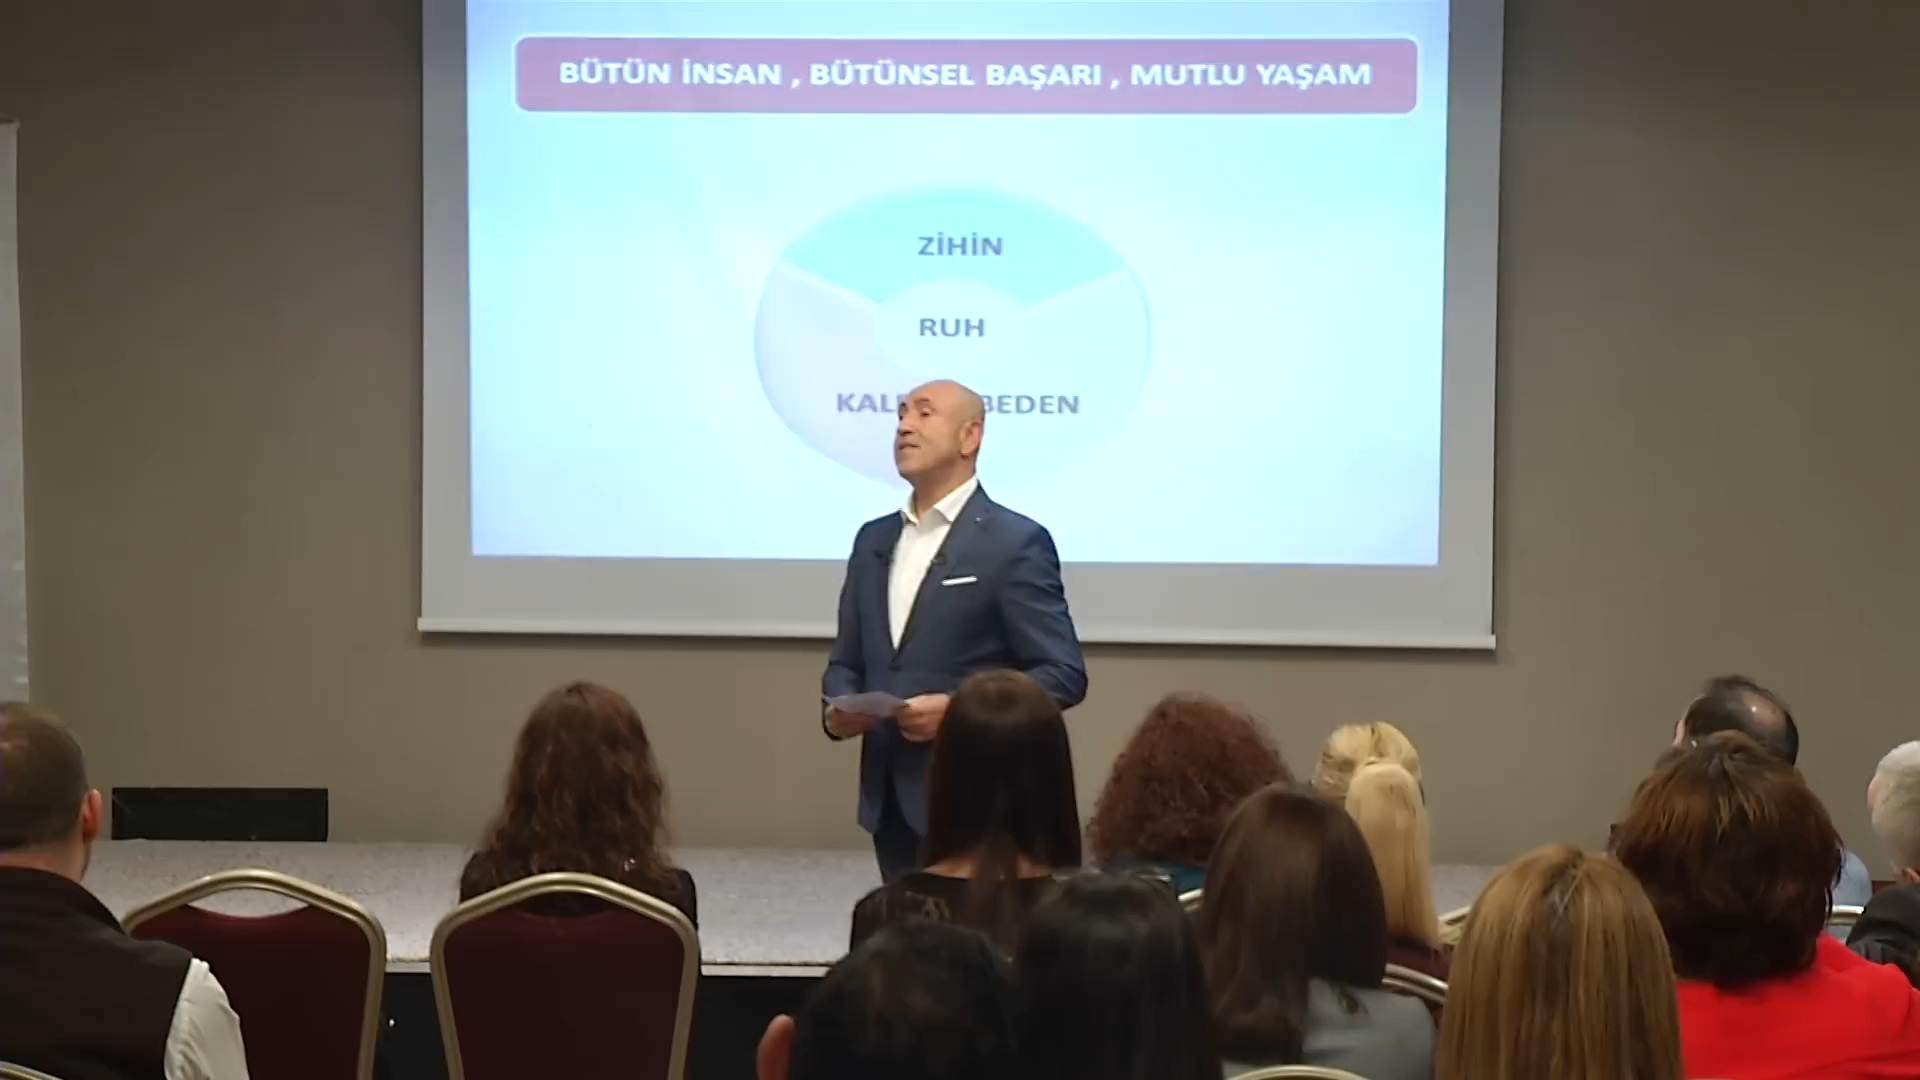 BÜTÜN İNSAN , BÜTÜNSEL BAŞARI , MUTLU YAŞAM
ZİHİN
RUH
BEDEN